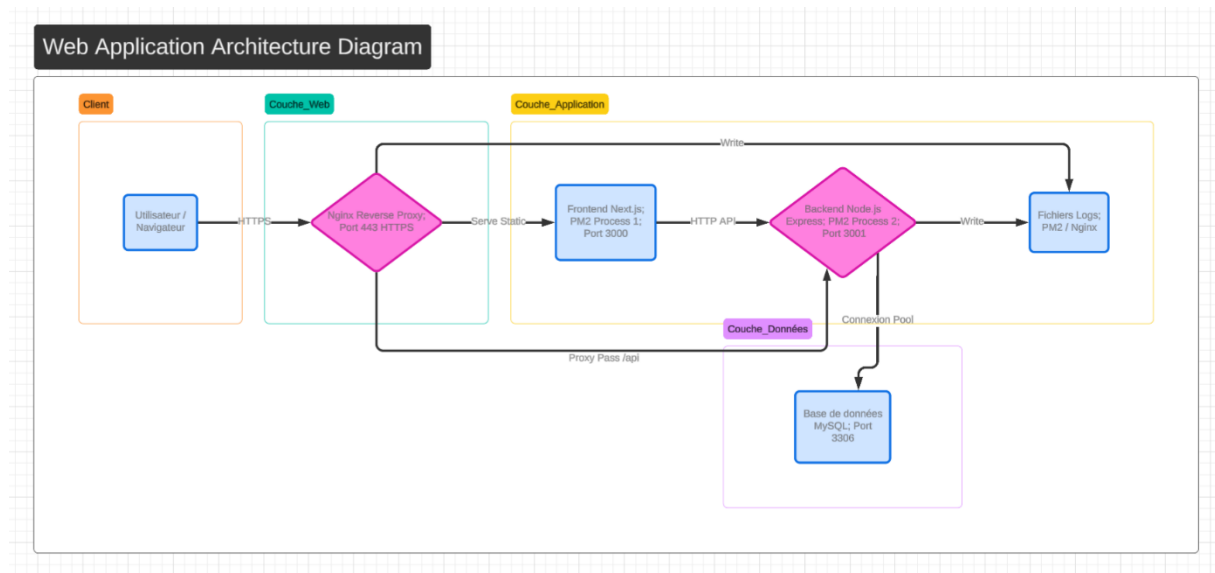 Web Application Architecture Diagram
Client
Couche_Web
Couche_Application
Write
Utilisateur /
Navigateur
HTTPS
Nginx Reverse Proxy;
Port 443 HTTPS
Serve Static
Frontend Next.js;
PM2 Process 1;
Port 3000
HTTP API
Backend Node.js
Express; PM2 Process 2;
Port 3001
Write
Fichiers Logs;
PM2 / Nginx
Connexion Pool
Couche_Données
Proxy Pass /api
Base de données
MySQL; Port
3306